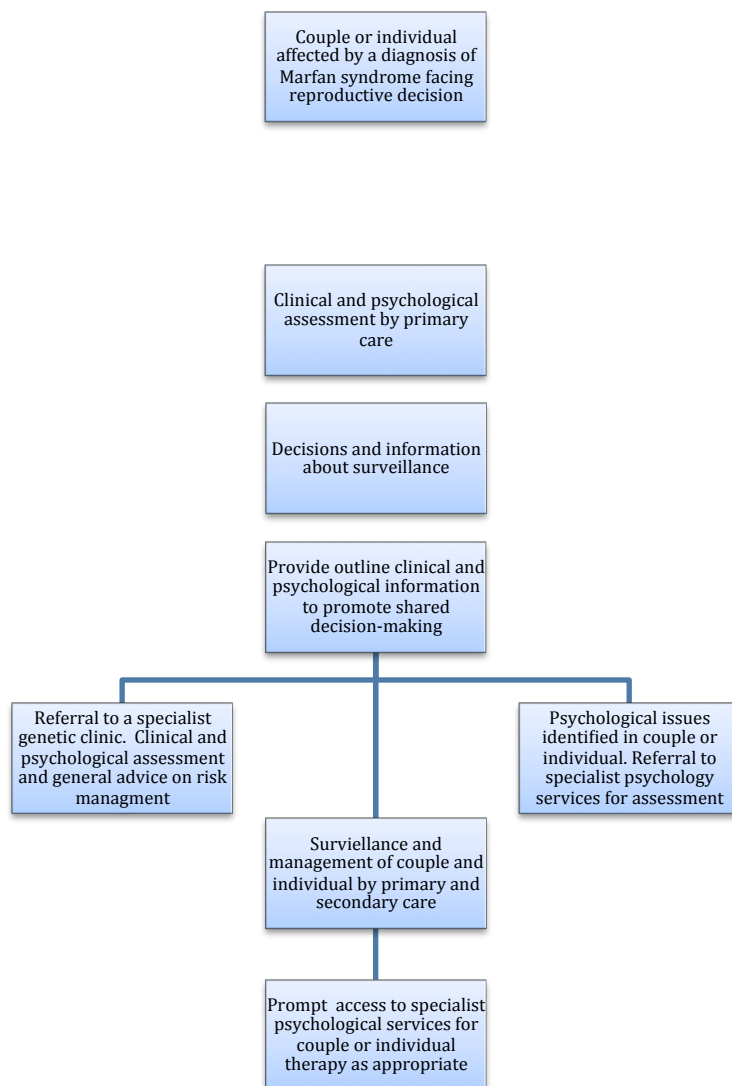 Couple or individual
affected by a diagnosis of
Marfan syndrome facing
reproductive decision
Clinical and psychological
assessment by primary
care
Decisions and information
about surveillance
Provide outline clinical and
psychological information
to promote shared
decision-making
Referral to a specialist
genetic clinic.  Clinical and
psychological assessment
and general advice on risk
managment
Psychological issues
identified in couple or
individual. Referral to
specialist psychology
services for assessment
Surviellance and
management of couple and
individual by primary and
secondary care
Prompt  access to specialist
psychological services for
couple or individual
therapy as appropriate